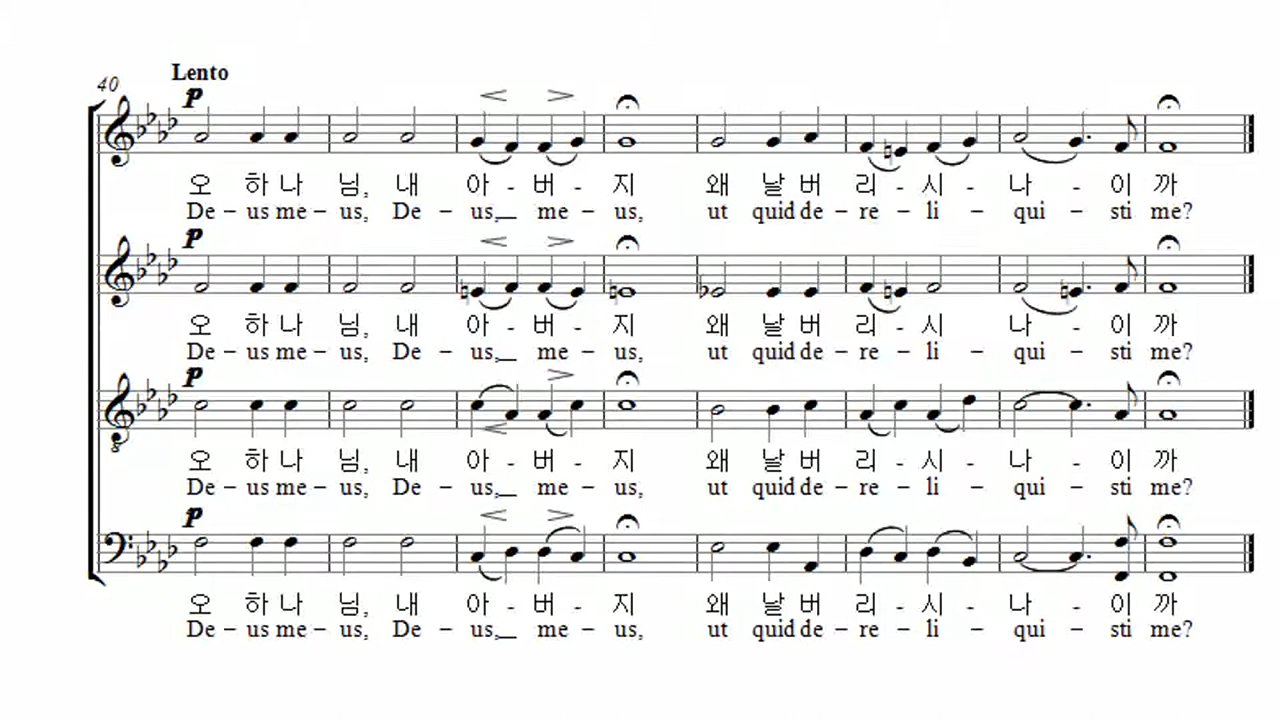 Lento
40
p
오 하 나 님, 내 아 - 버 - 지 왜 날 버 리 - 시 - 나 - 이 까
De – us me – us, De – us,__ me – us, ut quid de – re – li – qui – sti me?
p
오 하 나 님, 내 아 - 버 - 지 왜 날 버 리 - 시 나 - 이 까
De – us me – us, De – us,__ me – us, ut quid de – re – li – qui – sti me?
p
오 하 나 님, 내 아 - 버 - 지 왜 날 버 리 - 시 - 나 - 이 까
De – us me – us, De – us,__ me – us, ut quid de – re – li – qui – sti me?
p
오 하 나 님, 내 아 - 버 - 지 왜 날 버 리 - 시 - 나 - 이 까
De – us me – us, De – us,__ me – us, ut quid de – re – li – qui – sti me?